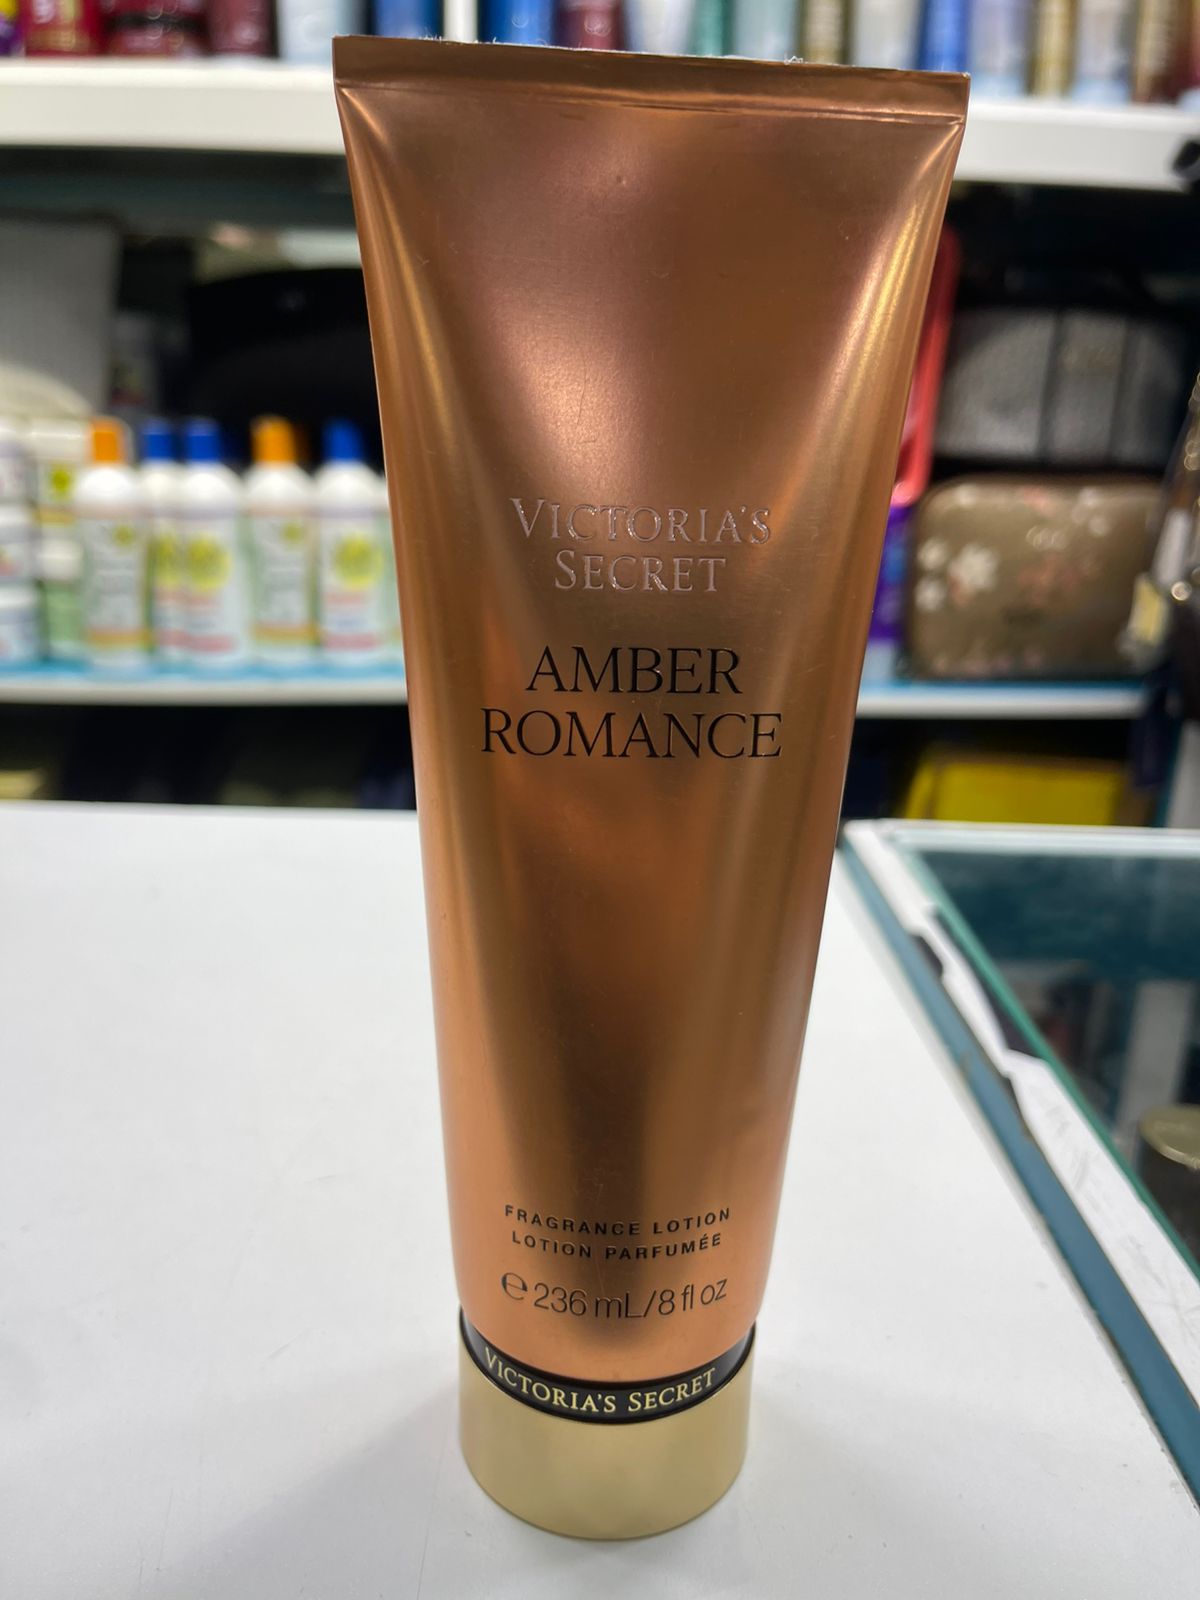 VICTORIA'S
SECRET
AMBER
ROMANCE
FRAGRANCE LOTION
LOTION PARFUMÉE
℮ 236 mL/8 fl oz
VICTORIA'S SECRET